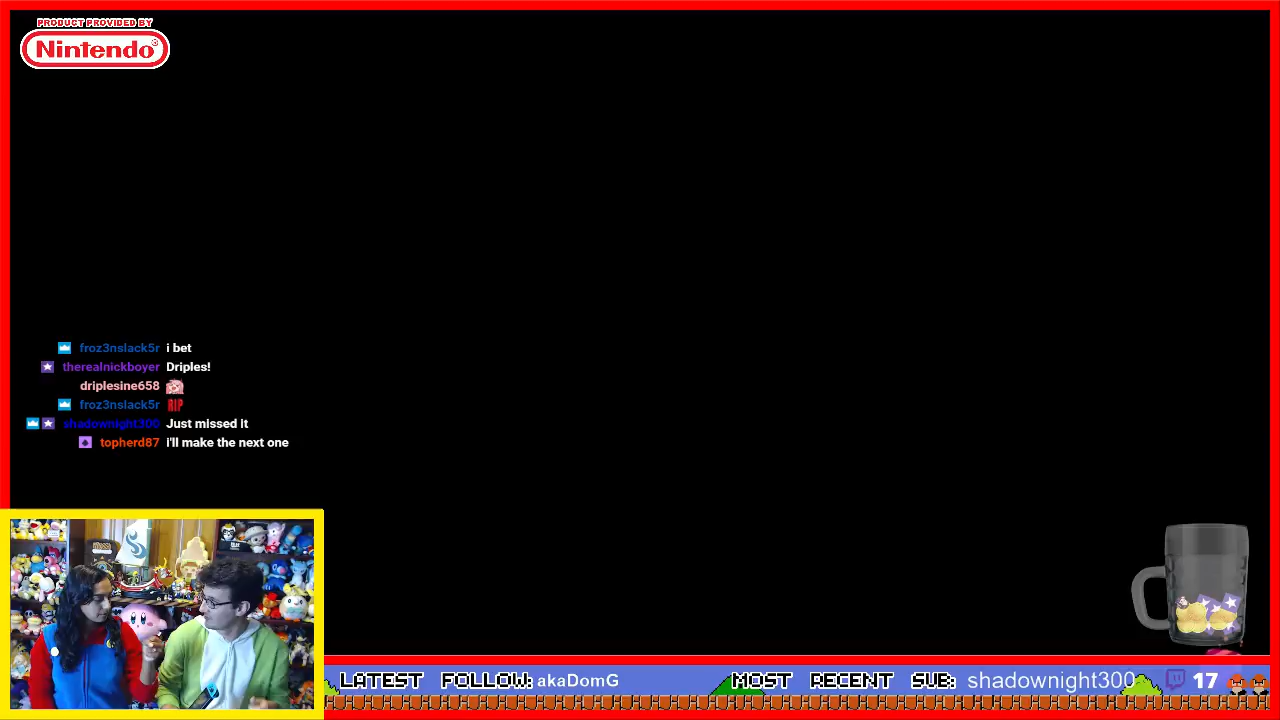 PRODUCT PROVIDED BY
Nintendo®
froz3nslack5r i bet
therealnickboyer Driples!
driplesine658
froz3nslack5r RIP
shadownight300 Just missed it
topherd87 i'll make the next one
LATEST FOLLOW: akaDomG
MOST RECENT SUB: shadownight300
17